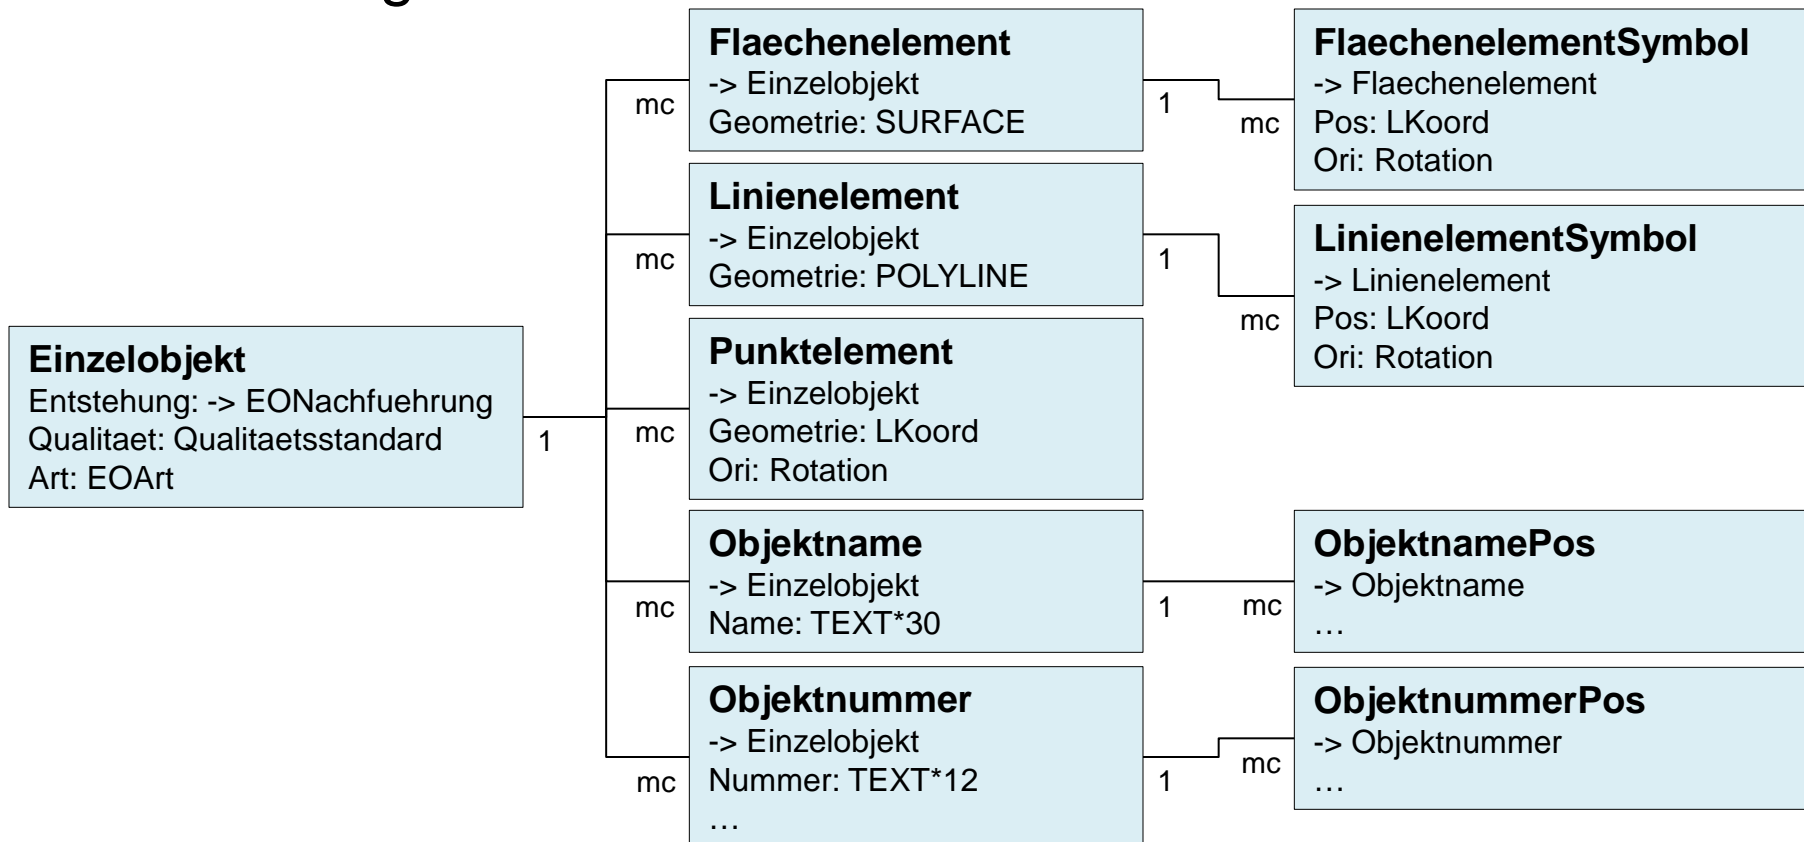 Flaechenelement
-> Einzelobjekt
Geometrie: SURFACE
mc
1
FlaechenelementSymbol
-> Flaechenelement
Pos: LKoord
Ori: Rotation
mc
Linienelement
-> Einzelobjekt
Geometrie: POLYLINE
mc
1
LinienelementSymbol
-> Linienelement
Pos: LKoord
Ori: Rotation
mc
Einzelobjekt
Entstehung: -> EONachfuehrung
Qualitaet: Qualitaetsstandard
Art: EOArt
1
Punktelement
-> Einzelobjekt
Geometrie: LKoord
Ori: Rotation
mc
Objektname
-> Einzelobjekt
Name: TEXT*30
mc
1
ObjektnamePos
-> Objektname
…
mc
Objektnummer
-> Einzelobjekt
Nummer: TEXT*12
…
mc
1
ObjektnummerPos
-> Objektnummer
…
mc